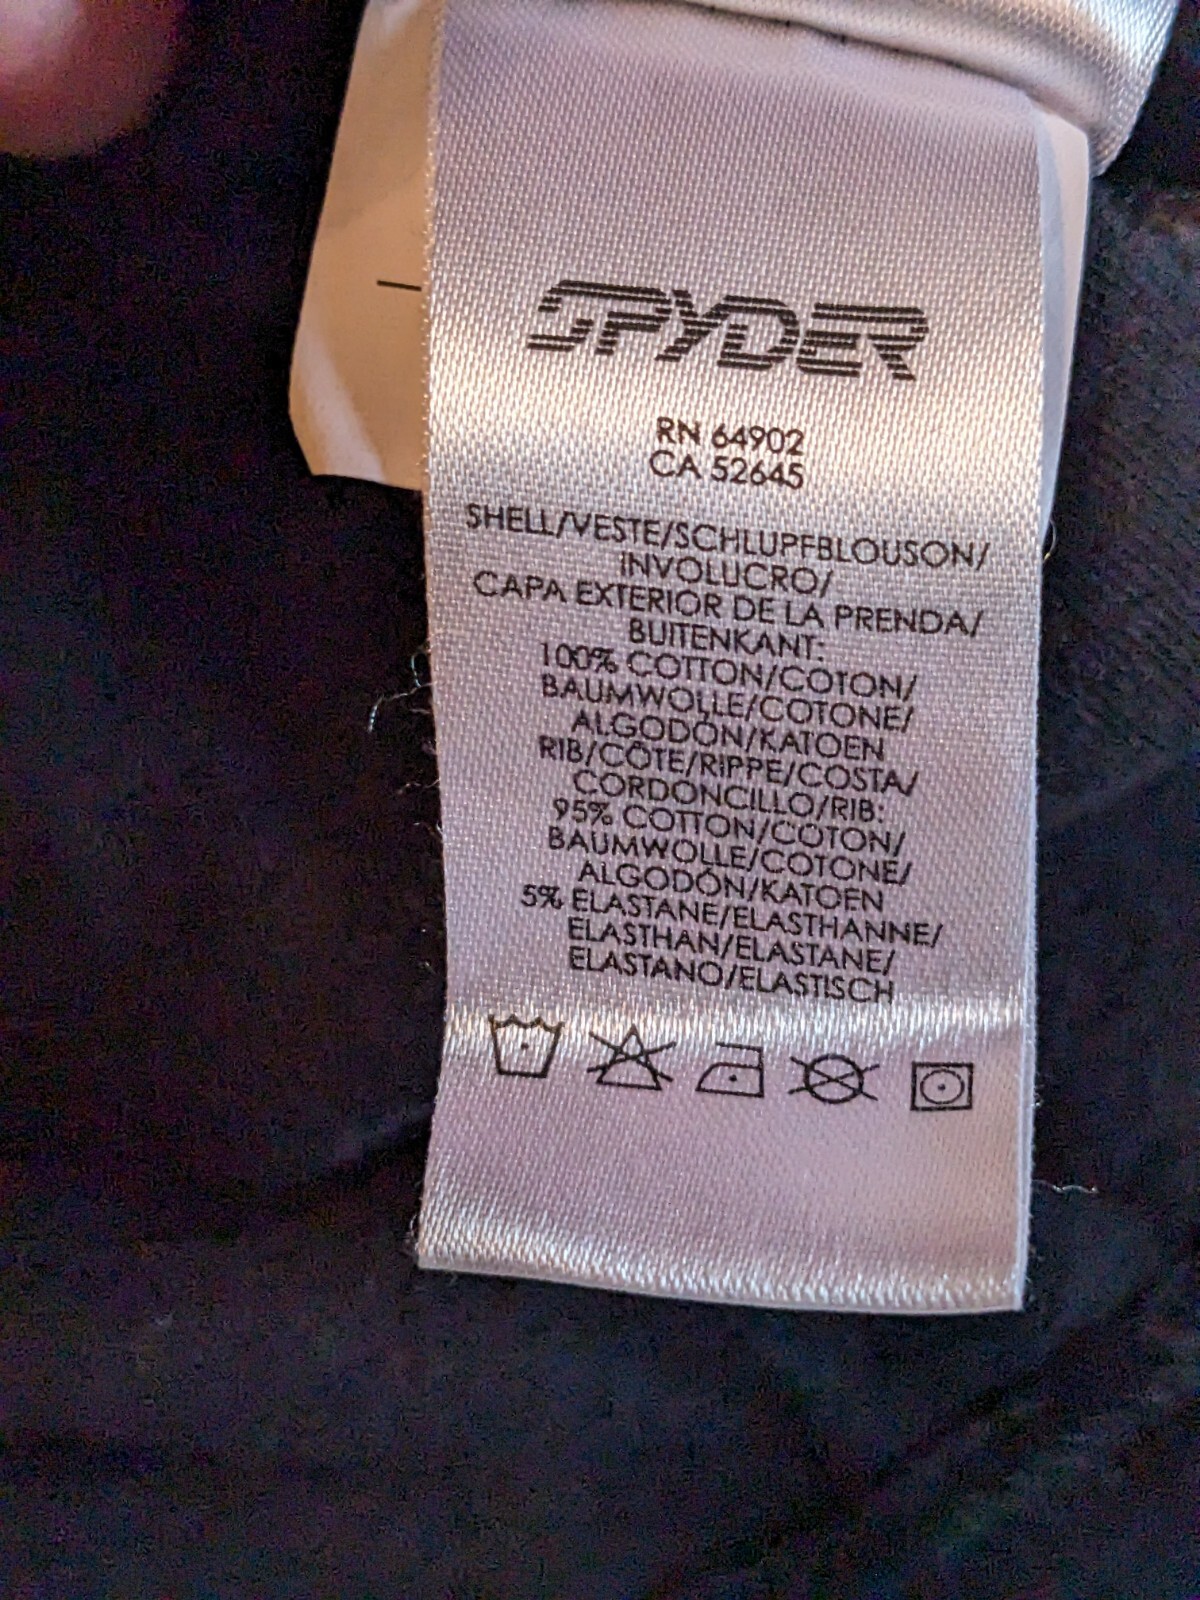 SPYDER
RN 64902
CA 52645
SHELL/VESTE/SCHLUPFBLOUSON/
INVOLUCRO/
CAPA EXTERIOR DE LA PRENDA/
BUITENKANT:
100% COTTON/COTON/
BAUMWOLLE/COTONE/
ALGODÓN/KATOEN
RIB/CÔTE/RIPPE/COSTA/
CORDONCILLO/RIB:
95% COTTON/COTON/
BAUMWOLLE/COTONE/
ALGODÓN/KATOEN
5% ELASTANE/ELASTHANNE/
ELASTHAN/ELASTANE/
ELASTANO/ELASTISCH